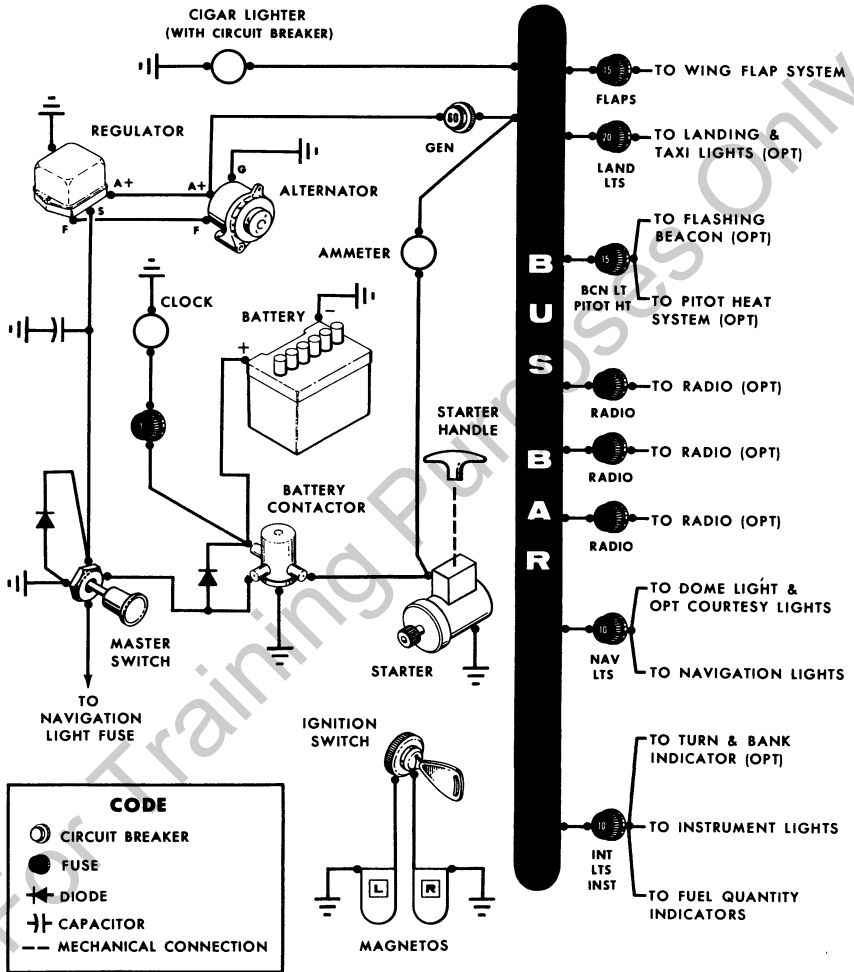 CIGAR LIGHTER
(WITH CIRCUIT BREAKER)
REGULATOR
A+
A+
G
S
F
F
ALTERNATOR
60
GEN
AMMETER
CLOCK
BATTERY
+
−
STARTER
HANDLE
BATTERY
CONTACTOR
MASTER
SWITCH
STARTER
TO
NAVIGATION
LIGHT FUSE
IGNITION
SWITCH
L
R
MAGNETOS
BUS BAR
15
FLAPS
TO WING FLAP SYSTEM
20
LAND
LTS
TO LANDING &
TAXI LIGHTS (OPT)
15
BCN LT
PITOT HT
TO FLASHING
BEACON (OPT)
TO PITOT HEAT
SYSTEM (OPT)
RADIO
TO RADIO (OPT)
RADIO
TO RADIO (OPT)
RADIO
TO RADIO (OPT)
10
NAV
LTS
TO DOME LIGHT &
OPT COURTESY LIGHTS
TO NAVIGATION LIGHTS
10
INT
LTS
INST
TO TURN & BANK
INDICATOR (OPT)
TO INSTRUMENT LIGHTS
TO FUEL QUANTITY
INDICATORS
CODE
CIRCUIT BREAKER
FUSE
DIODE
CAPACITOR
MECHANICAL CONNECTION
For Training Purposes Only